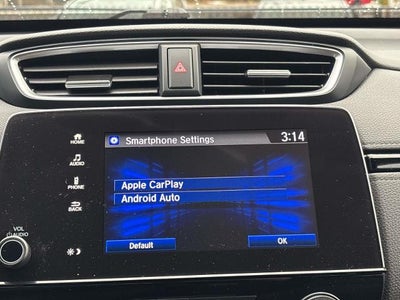 Smartphone Settings
3:14
HOME
AUDIO
PHONE
BACK
Apple CarPlay
Android Auto
VOL
AUDIO
Default
OK